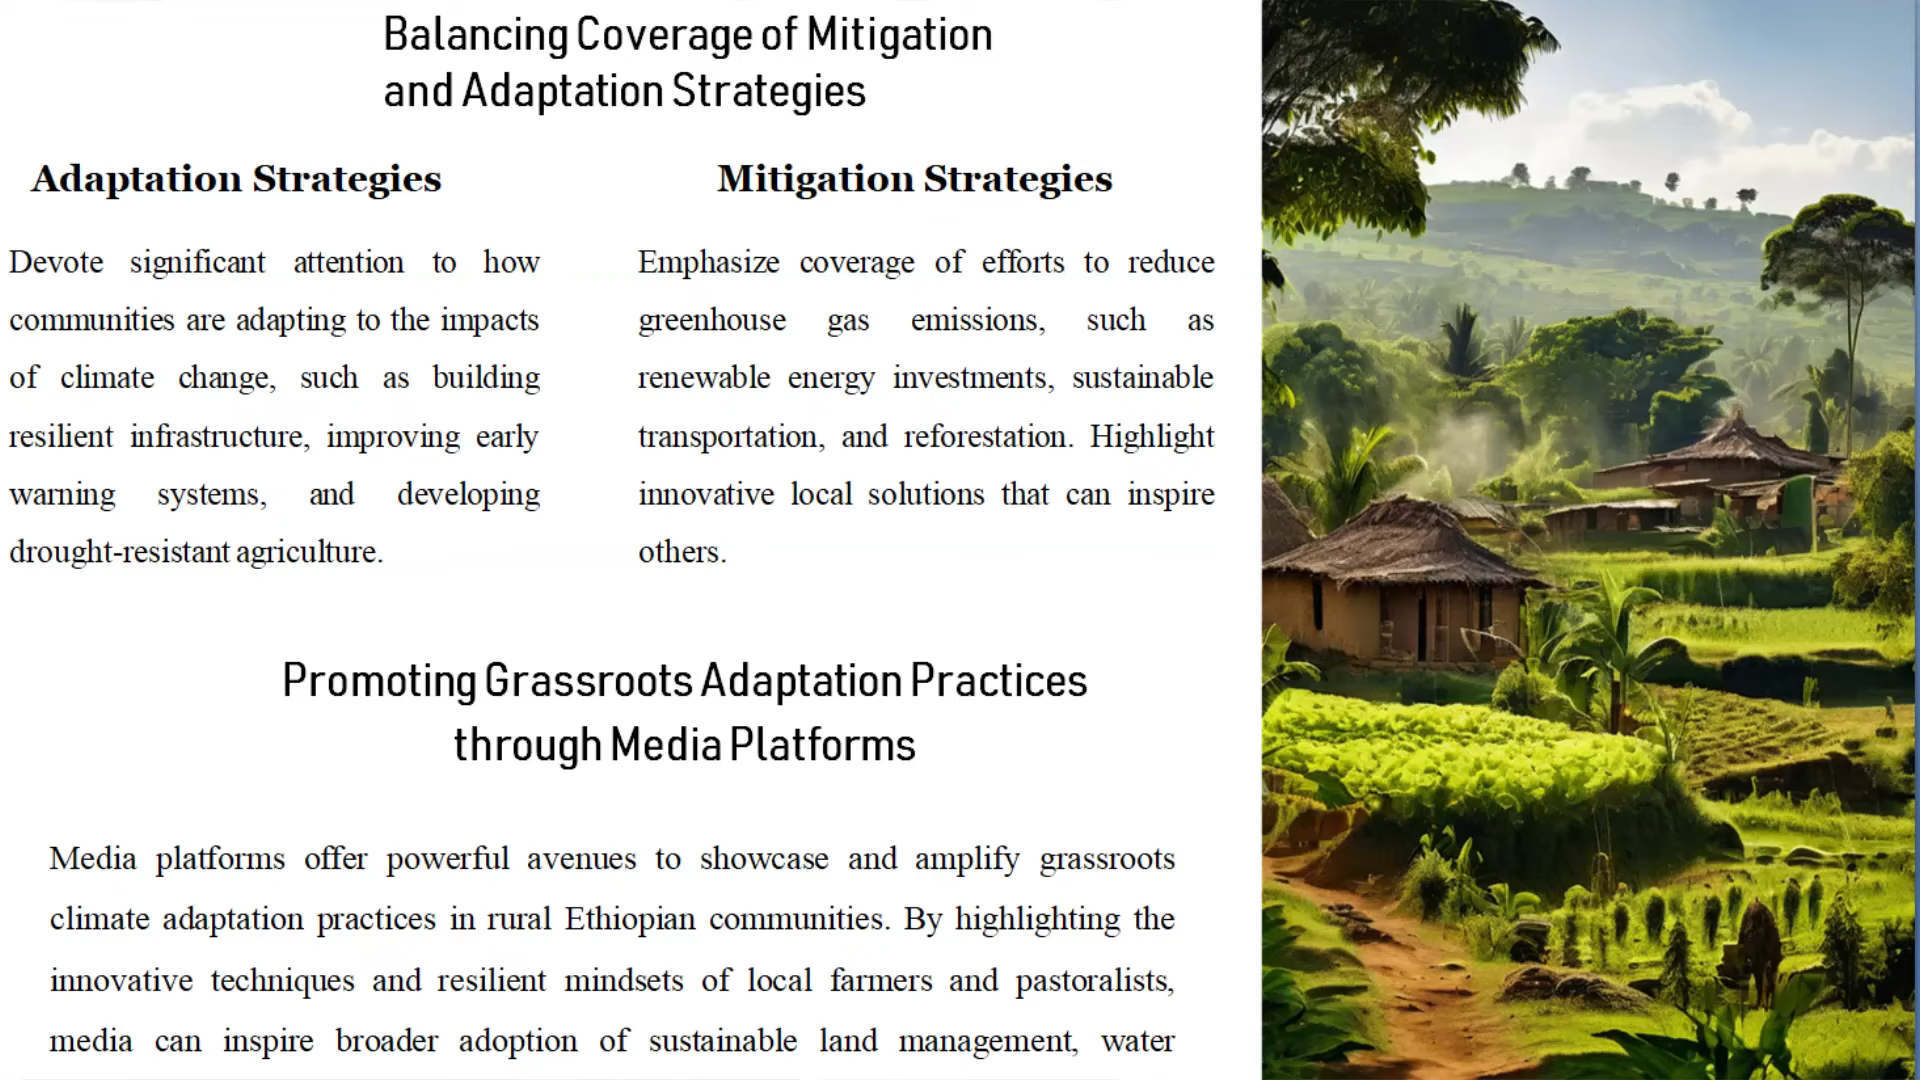 Balancing Coverage of Mitigation
and Adaptation Strategies
Adaptation Strategies
Devote significant attention to how
communities are adapting to the impacts
of climate change, such as building
resilient infrastructure, improving early
warning systems, and developing
drought-resistant agriculture.
Mitigation Strategies
Emphasize coverage of efforts to reduce
greenhouse gas emissions, such as
renewable energy investments, sustainable
transportation, and reforestation. Highlight
innovative local solutions that can inspire
others.
Promoting Grassroots Adaptation Practices
through Media Platforms
Media platforms offer powerful avenues to showcase and amplify grassroots
climate adaptation practices in rural Ethiopian communities. By highlighting the
innovative techniques and resilient mindsets of local farmers and pastoralists,
media can inspire broader adoption of sustainable land management, water